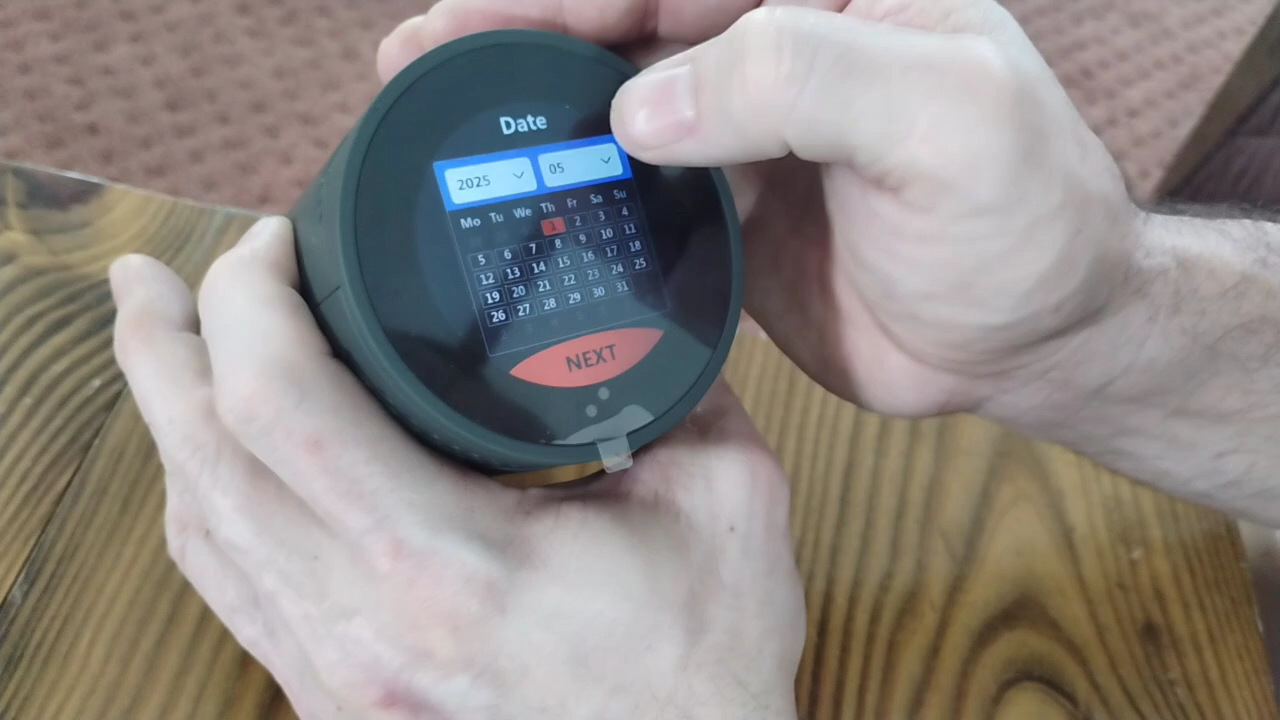 Date
2025 05
Mo Tu We Th Fr Sa Su
1 2 3 4
5 6 7 8 9 10 11
12 13 14 15 16 17 18
19 20 21 22 23 24 25
26 27 28 29 30 31
NEXT